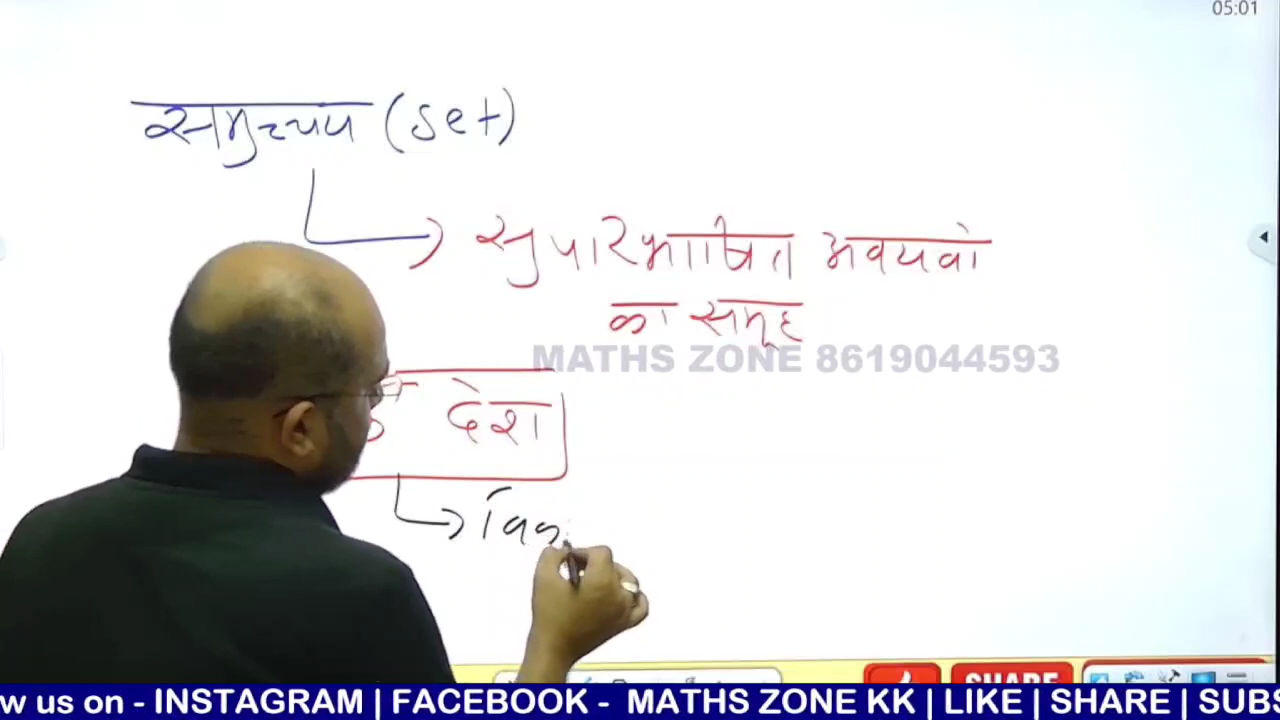 05:01
समुच्चय (set)
सुपरिभाषित अवयवों
का समूह
MATHS ZONE 8619044593
देश
SHARE
w us on - INSTAGRAM | FACEBOOK - MATHS ZONE KK | LIKE | SHARE | SUBS